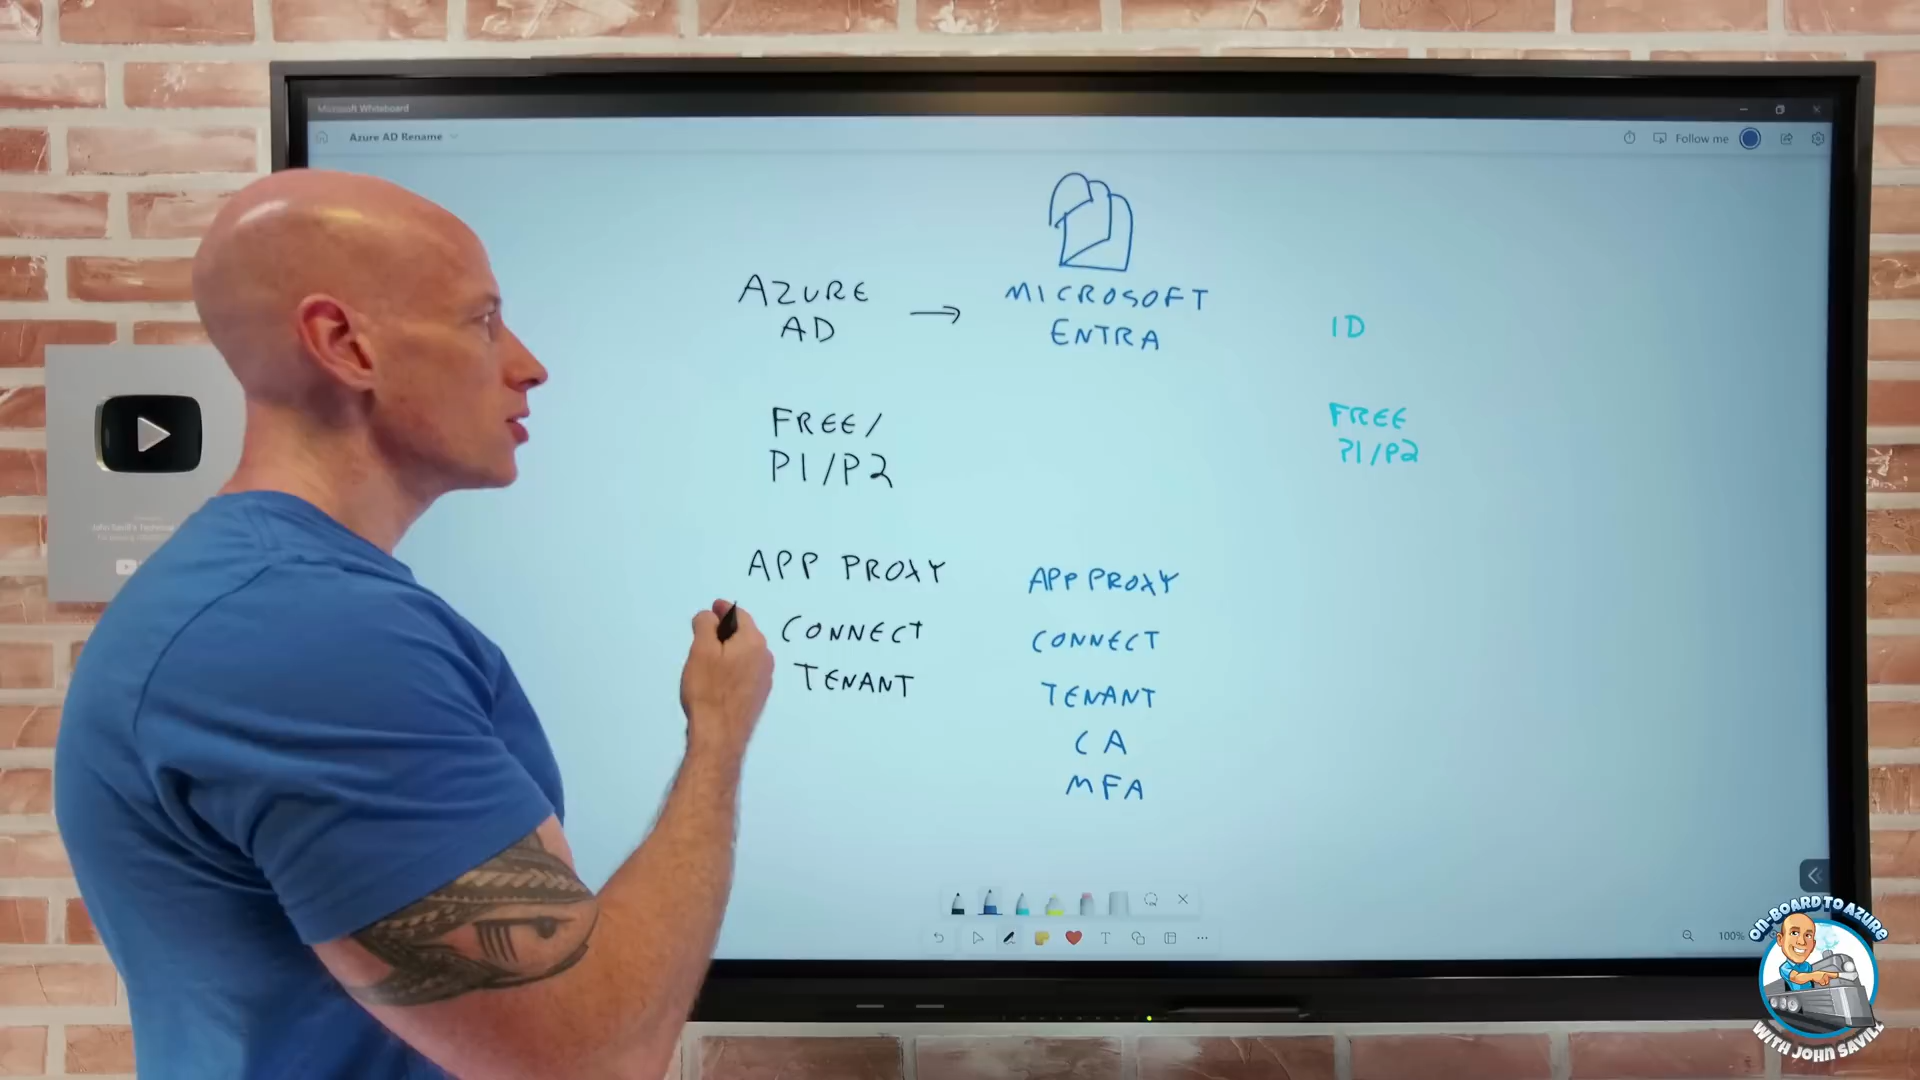 Microsoft Whiteboard
Azure AD Rename
Follow me
AZURE
AD
MICROSOFT
ENTRA
ID
FREE/
P1/P2
FREE
P1/P2
APP PROXY
CONNECT
TENANT
APP PROXY
CONNECT
TENANT
CA
MFA
100%
ON-BOARD TO AZURE
WITH JOHN SAVILL